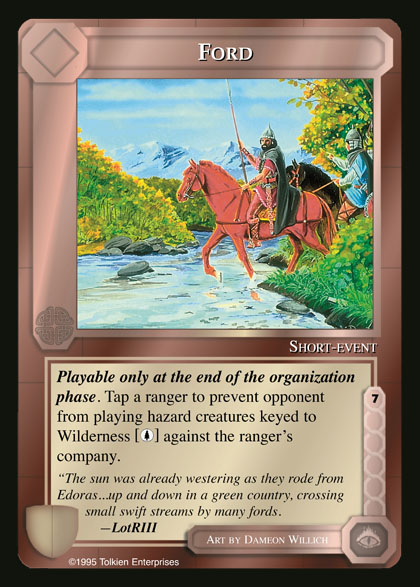 Ford
Short-event
Playable only at the end of the organization
phase. Tap a ranger to prevent opponent
from playing hazard creatures keyed to
Wilderness [] against the ranger's
company.
7
“The sun was already westering as they rode from
Edoras...up and down in a green country, crossing
small swift streams by many fords.
—LotRIII
Art by Dameon Willich
©1995 Tolkien Enterprises